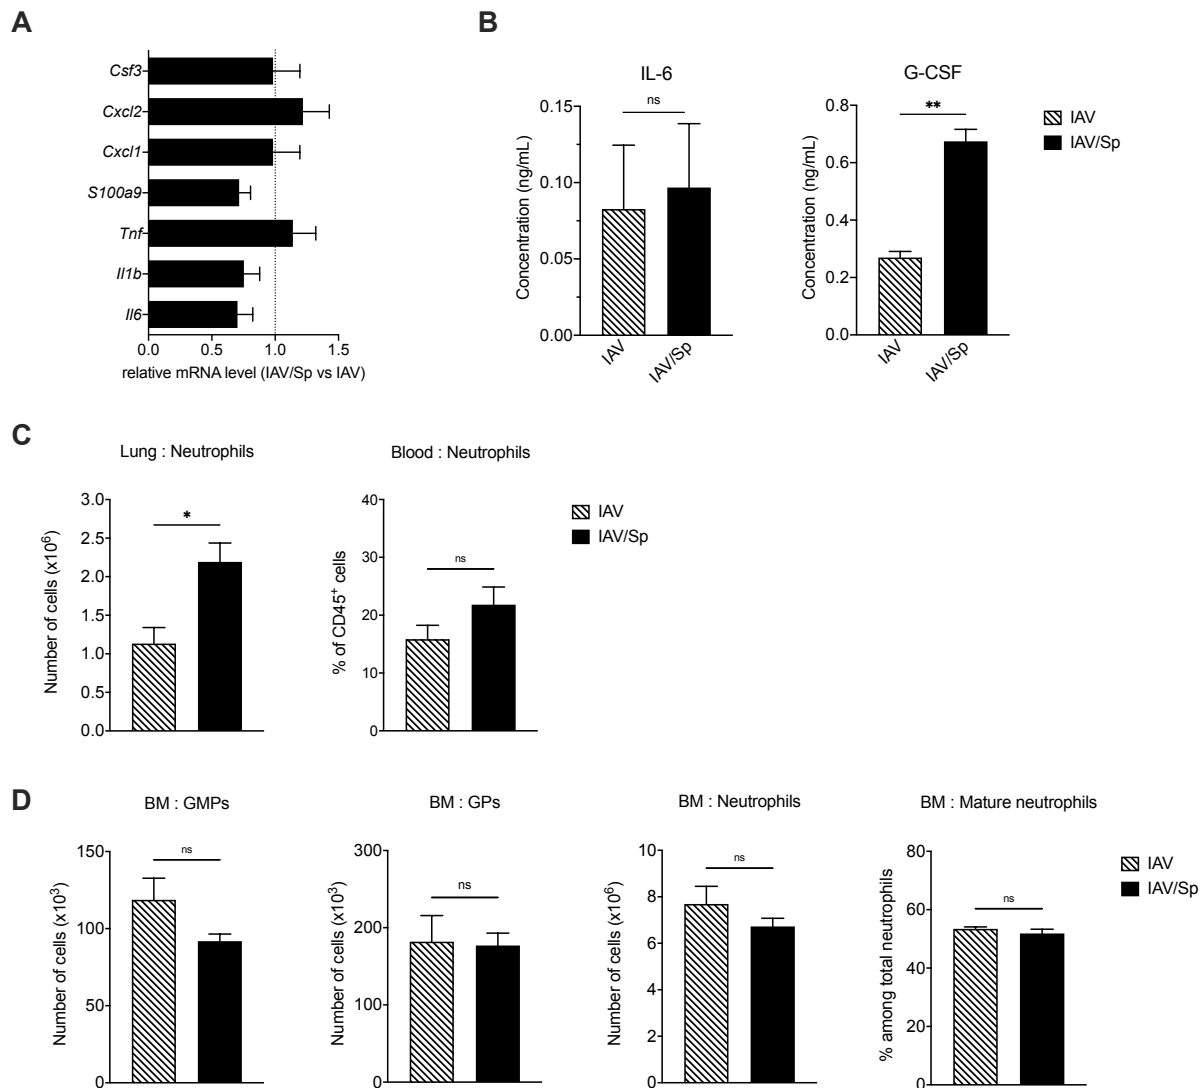 A
Csf3
Cxcl2
Cxcl1
S100a9
Tnf
Il1b
Il6
0.0 0.5 1.0 1.5
relative mRNA level (IAV/Sp vs IAV)
B
IL-6
ns
0.15
0.10
0.05
0.00
Concentration (ng/mL)
IAV
IAV/Sp
G-CSF
**
0.8
0.6
0.4
0.2
0.0
Concentration (ng/mL)
IAV
IAV/Sp
IAV
IAV/Sp
C
Lung : Neutrophils
*
3.0
2.5
2.0
1.5
1.0
0.5
0.0
Number of cells (x10⁶)
Blood : Neutrophils
ns
40
30
20
10
0
% of CD45⁺ cells
IAV
IAV/Sp
D
BM : GMPs
ns
150
100
50
0
Number of cells (x10³)
BM : GPs
ns
300
200
100
0
Number of cells (x10³)
BM : Neutrophils
ns
10
8
6
4
2
0
Number of cells (x10⁶)
BM : Mature neutrophils
ns
80
60
40
20
0
% among total neutrophils
IAV
IAV/Sp